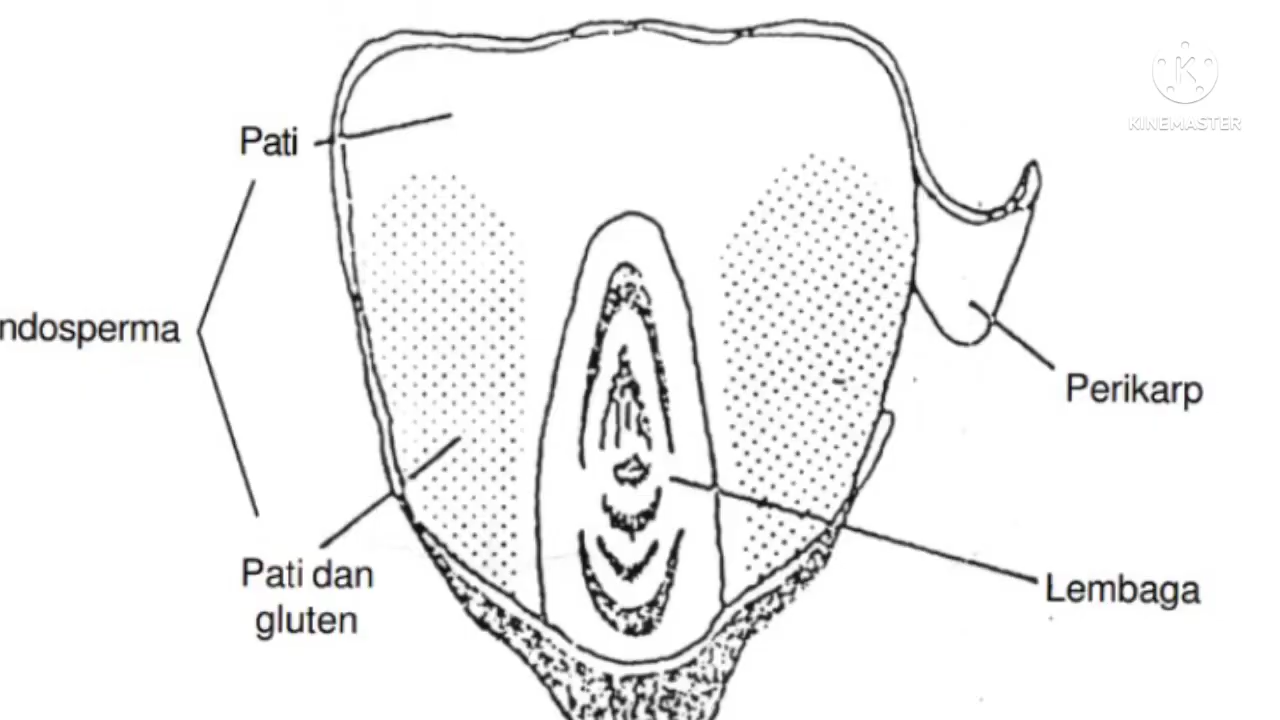 KINEMASTER
Pati
ndosperma
Perikarp
Pati dan
gluten
Lembaga